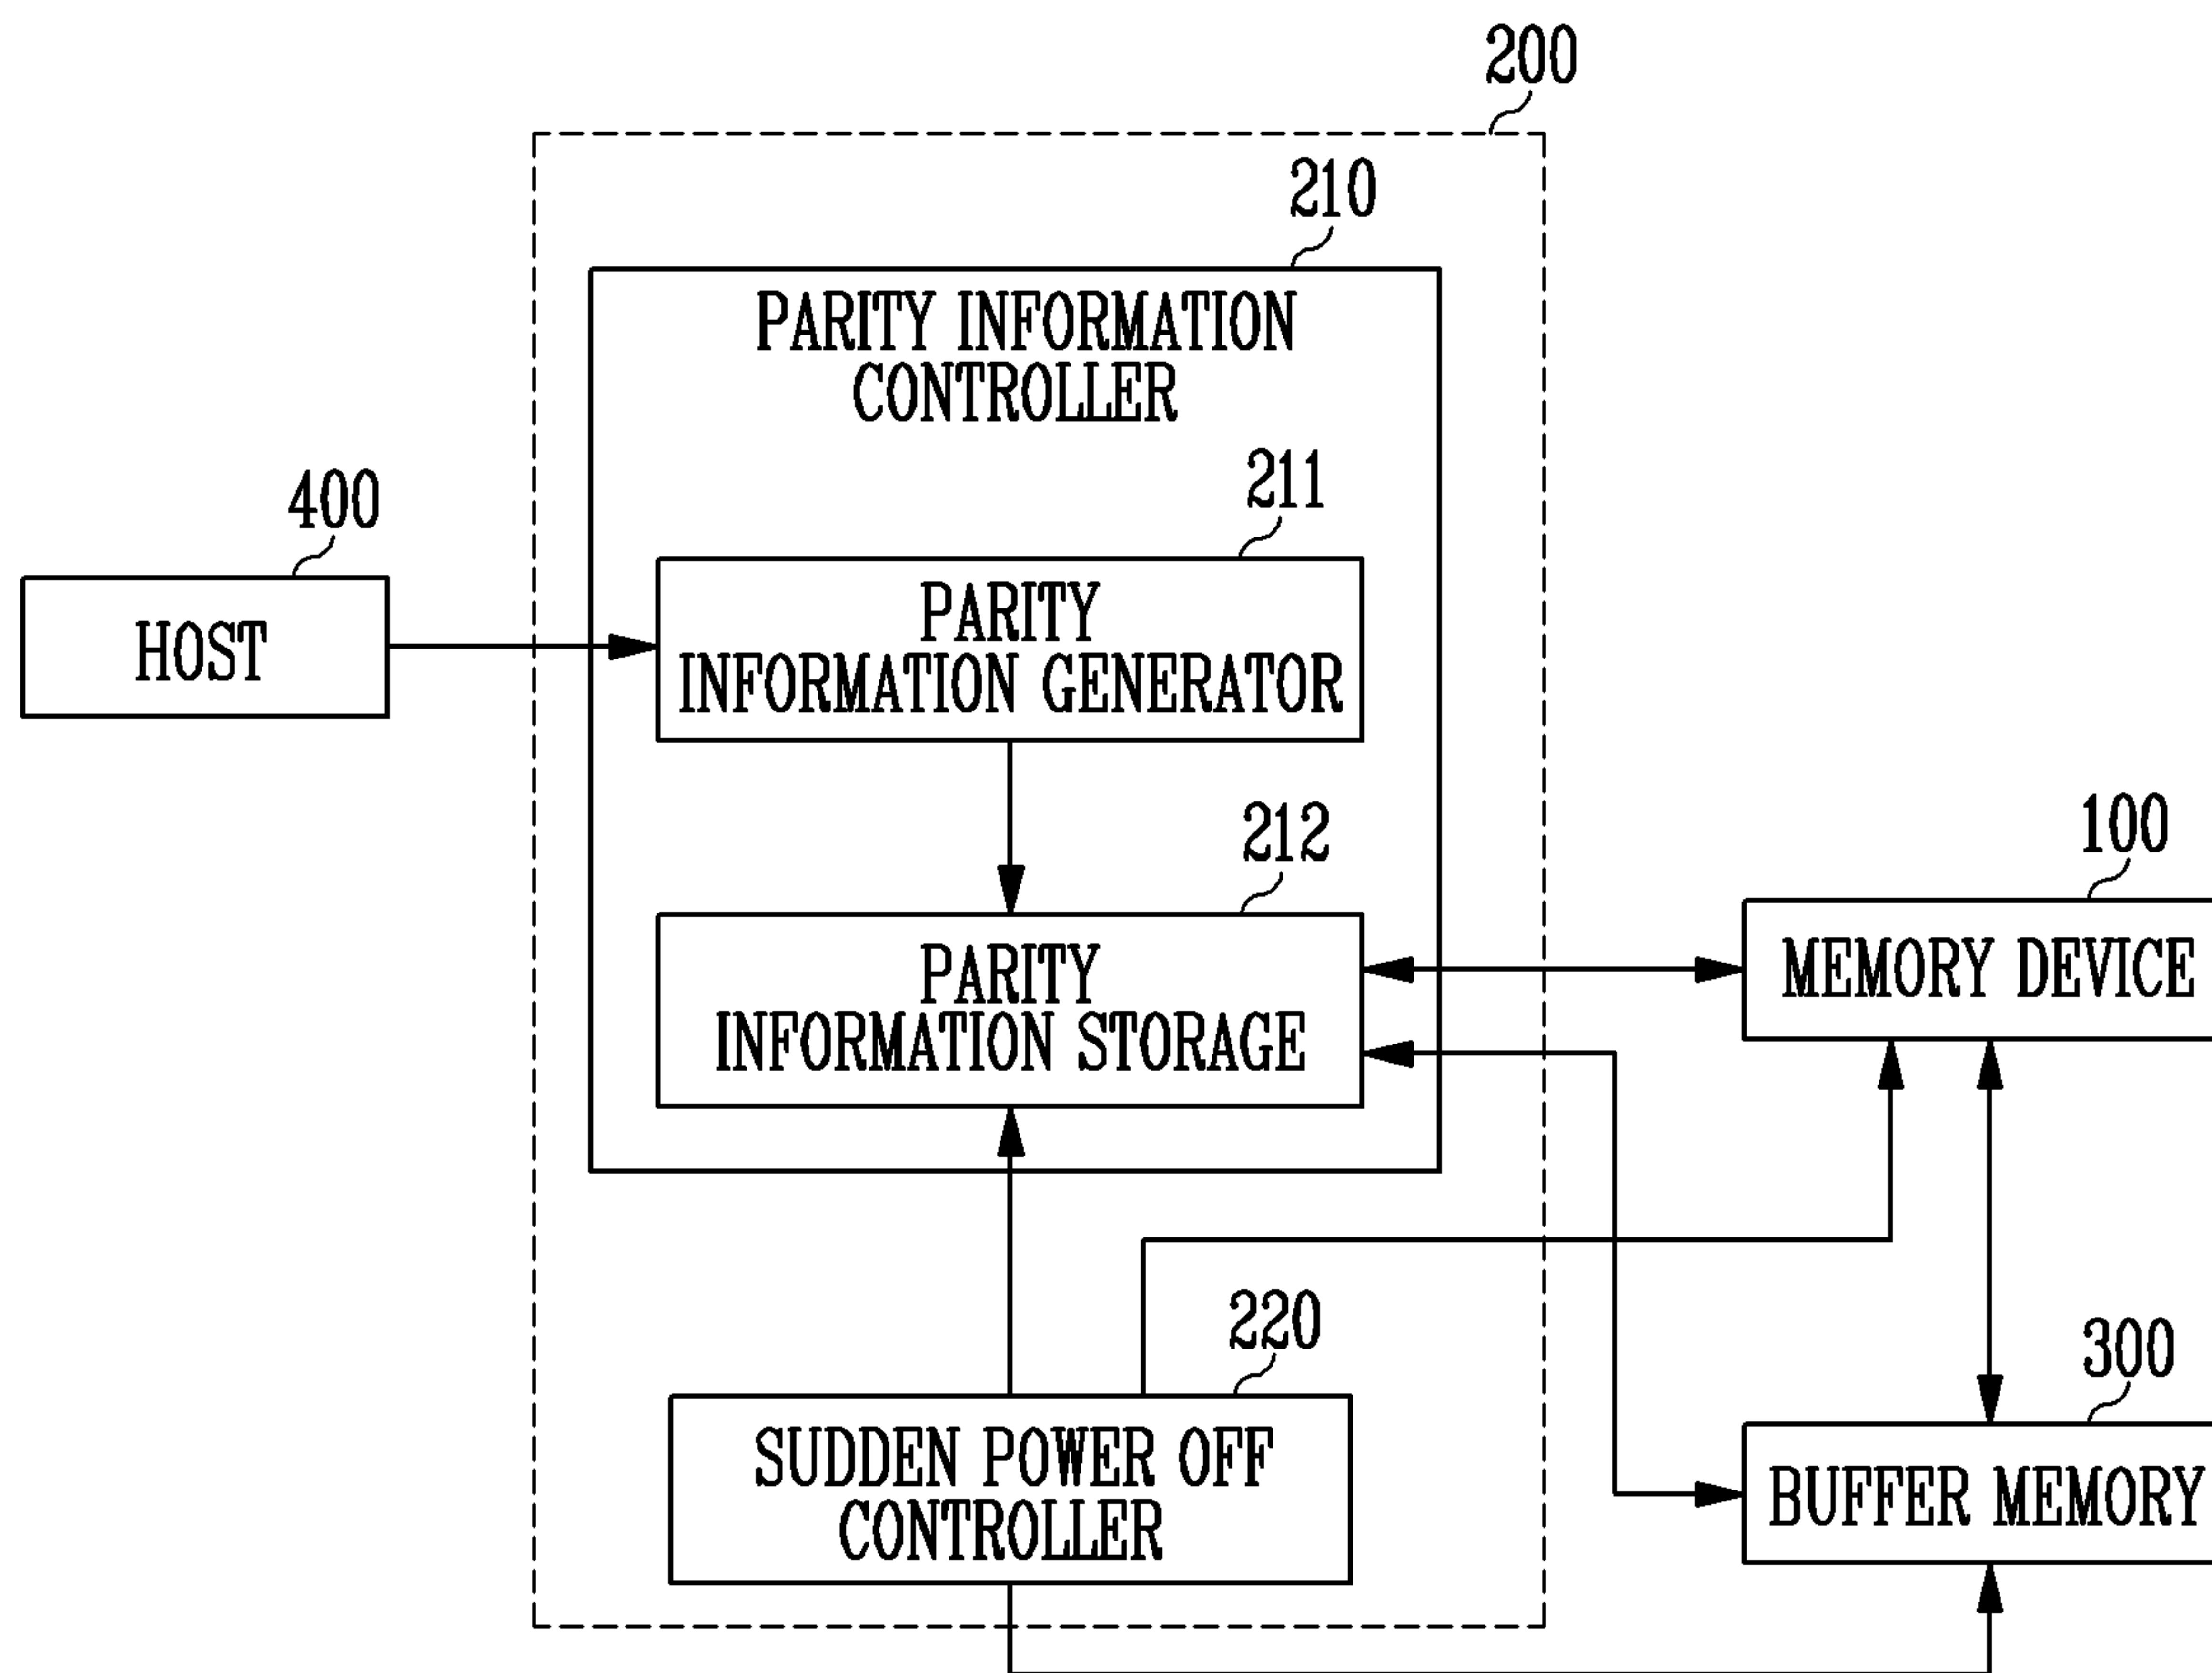 200
210
PARITY INFORMATION
CONTROLLER
211
400
PARITY
INFORMATION GENERATOR
HOST
212
100
PARITY
INFORMATION STORAGE
MEMORY DEVICE
220
300
SUDDEN POWER OFF
CONTROLLER
BUFFER MEMORY